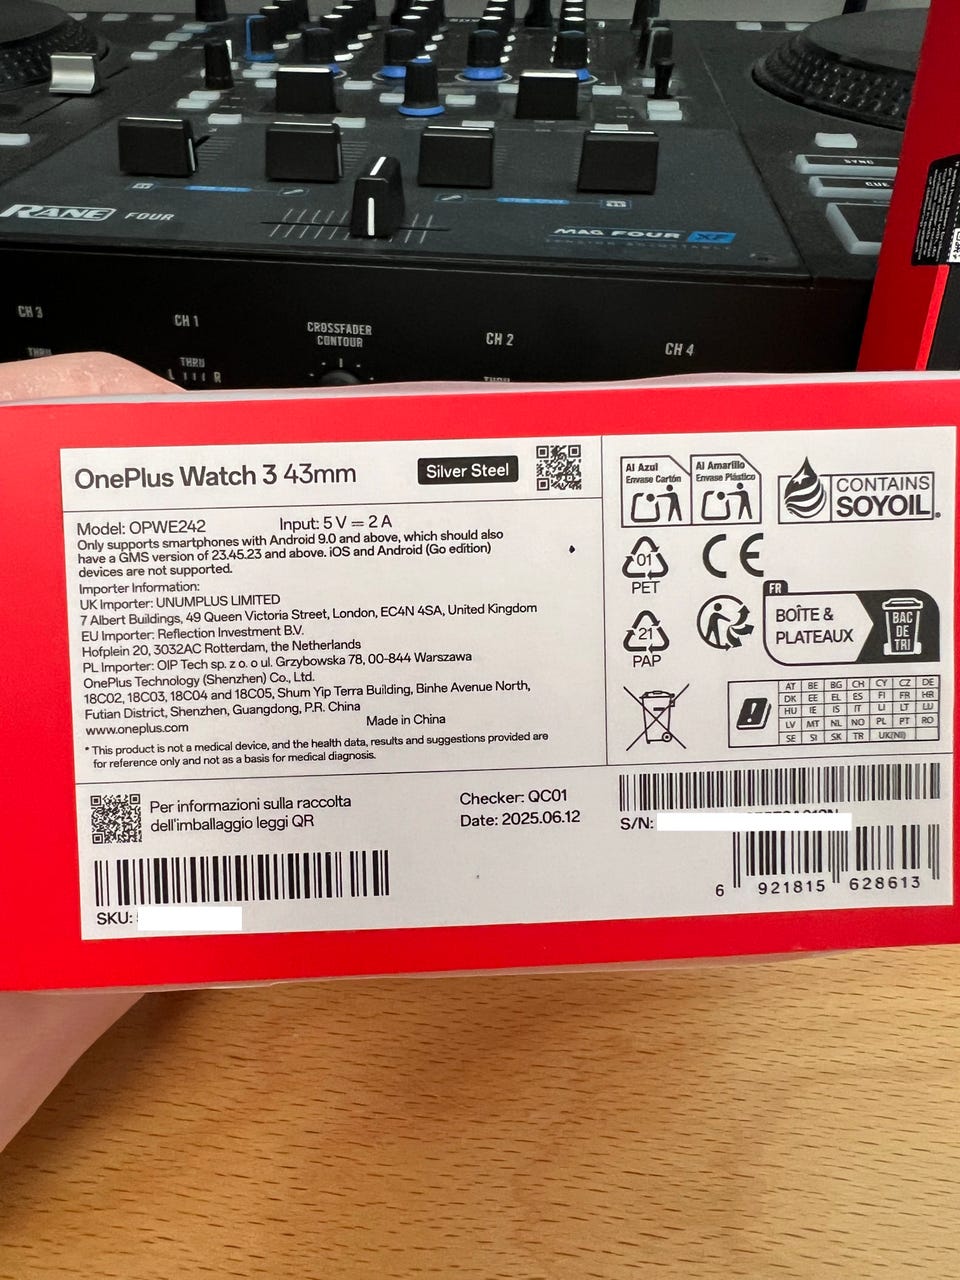 RANE FOUR
MAG FOUR XF
TENSION ADJUSTABLE
SYNC
CUE
CH 3
CH 1
CROSSFADER
CONTOUR
CH 2
CH 4
THRU
THRU
THRU
L R
OnePlus Watch 3 43mm
Silver Steel
Model: OPWE242 Input: 5 V = 2 A
Only supports smartphones with Android 9.0 and above, which should also
have a GMS version of 23.45.23 and above. iOS and Android (Go edition)
devices are not supported.
Importer Information:
UK Importer: UNUMPLUS LIMITED
7 Albert Buildings, 49 Queen Victoria Street, London, EC4N 4SA, United Kingdom
EU Importer: Reflection Investment B.V.
Hofplein 20, 3032AC Rotterdam, the Netherlands
PL Importer: OIP Tech sp. z o. o ul. Grzybowska 78, 00-844 Warszawa
OnePlus Technology (Shenzhen) Co., Ltd.
18C02, 18C03, 18C04 and 18C05, Shum Yip Terra Building, Binhe Avenue North,
Futian District, Shenzhen, Guangdong, P.R. China
www.oneplus.com Made in China
* This product is not a medical device, and the health data, results and suggestions provided are
for reference only and not as a basis for medical diagnosis.
Al Azul
Envase Cartón
Al Amarillo
Envase Plástico
CONTAINS
SOYOIL®
01
PET
CE
21
PAP
FR
BOÎTE &
PLATEAUX
BAC
DE
TRI
AT BE BG CH CY CZ DE
DK EE EL ES FI FR HR
HU IE IS IT LI LT LU
LV MT NL NO PL PT RO
SE SI SK TR UK(NI)
Per informazioni sulla raccolta
dell'imballaggio leggi QR
Checker: QC01
Date: 2025.06.12
S/N:
6 921815 628613
SKU: